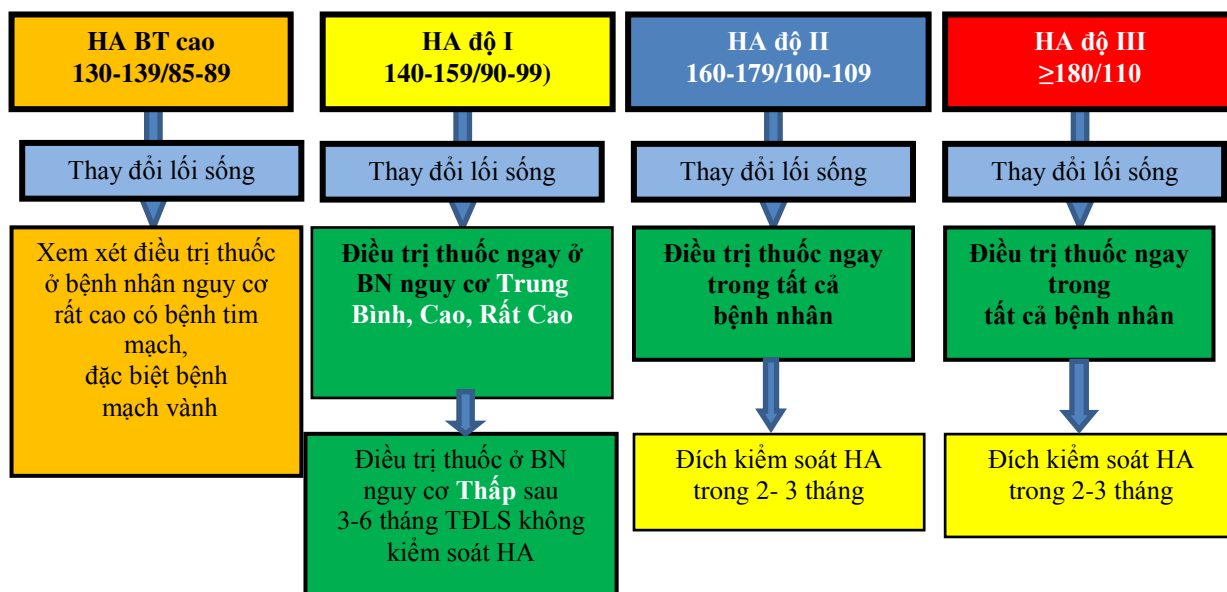 HA BT cao
130-139/85-89
Thay đổi lối sống
Xem xét điều trị thuốc
ở bệnh nhân nguy cơ
rất cao có bệnh tim
mạch,
đặc biệt bệnh
mạch vành
HA độ I
140-159/90-99)
Thay đổi lối sống
Điều trị thuốc ngay ở
BN nguy cơ Trung
Bình, Cao, Rất Cao
Điều trị thuốc ở BN
nguy cơ Thấp sau
3-6 tháng TĐLS không
kiểm soát HA
HA độ II
160-179/100-109
Thay đổi lối sống
Điều trị thuốc ngay
trong tất cả
bệnh nhân
Đích kiểm soát HA
trong 2- 3 tháng
HA độ III
≥180/110
Thay đổi lối sống
Điều trị thuốc ngay
trong
tất cả bệnh nhân
Đích kiểm soát HA
trong 2-3 tháng